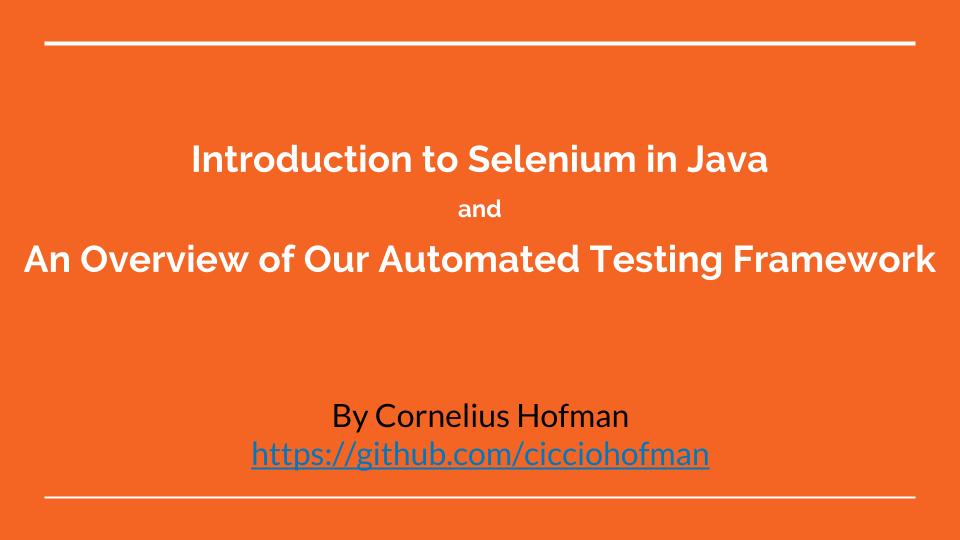 Introduction to Selenium in Java
and
An Overview of Our Automated Testing Framework
By Cornelius Hofman
https://github.com/cicciohofman